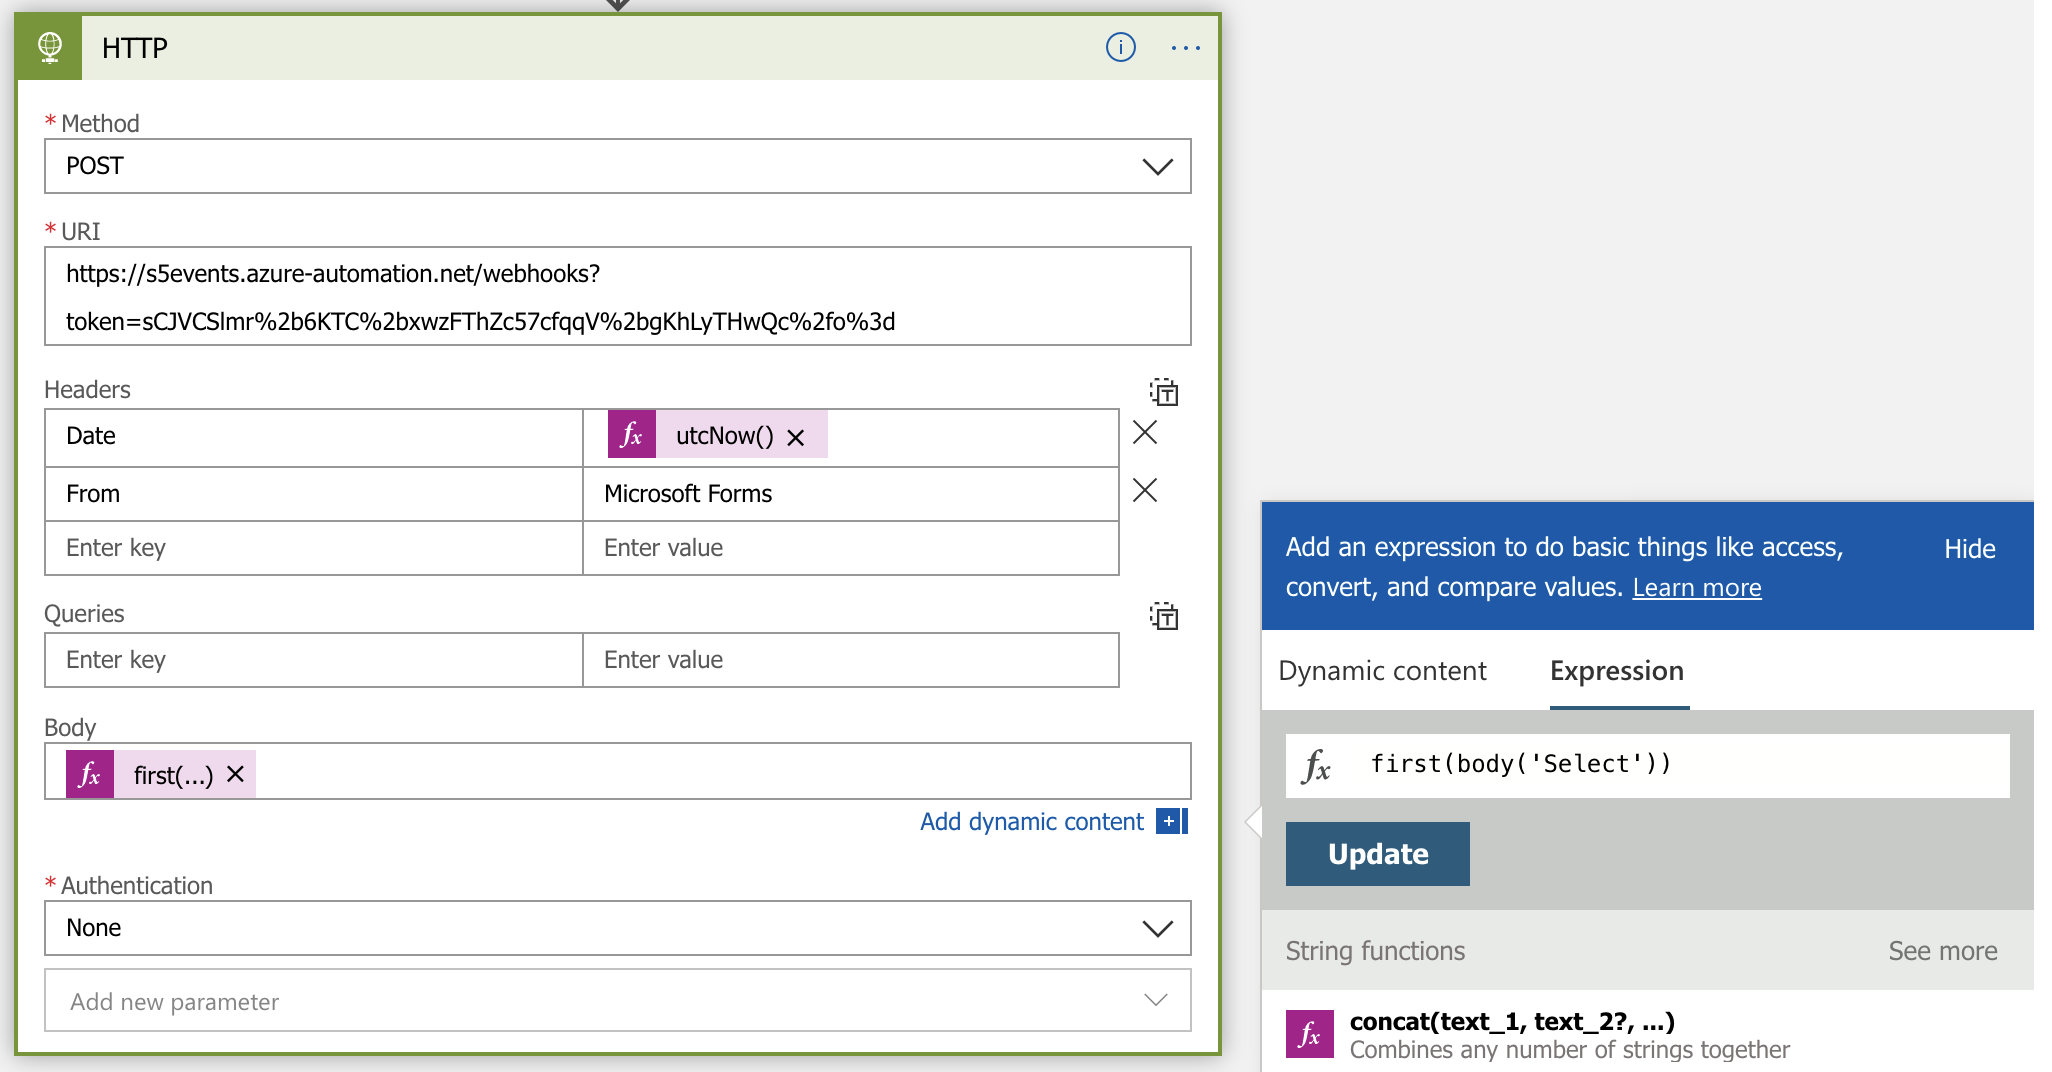 HTTP
* Method
POST
* URI
https://s5events.azure-automation.net/webhooks?
token=sCJVCSlmr%2b6KTC%2bxwzFThZc57cfqqV%2bgKhLyTHwQc%2fo%3d
Headers
Date
fx utcNow()
From
Microsoft Forms
Enter key
Enter value
Queries
Enter key
Enter value
Body
fx first(...)
Add dynamic content
* Authentication
None
Add new parameter
Add an expression to do basic things like access,
convert, and compare values. Learn more
Hide
Dynamic content
Expression
fx first(body('Select'))
Update
String functions
See more
fx concat(text_1, text_2?, ...)
Combines any number of strings together